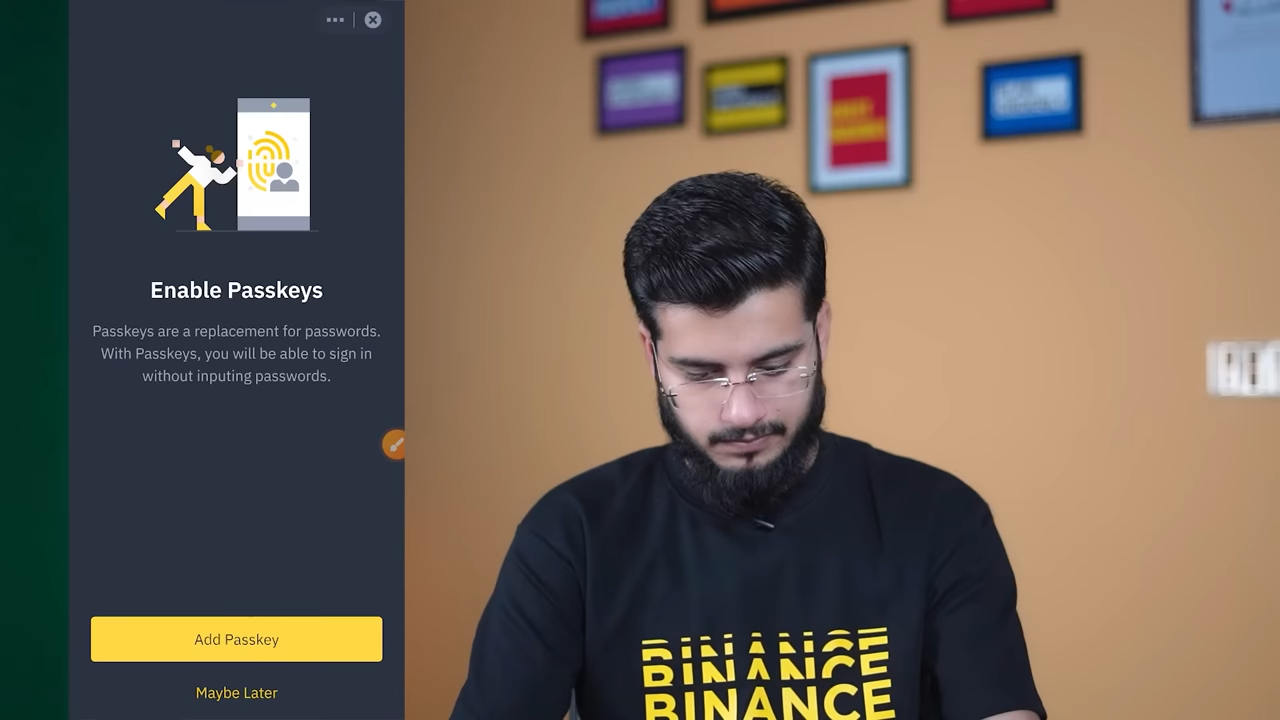 Enable Passkeys
Passkeys are a replacement for passwords.
With Passkeys, you will be able to sign in
without inputing passwords.
Add Passkey
Maybe Later
BINANCE
BINANCE
BINANCE